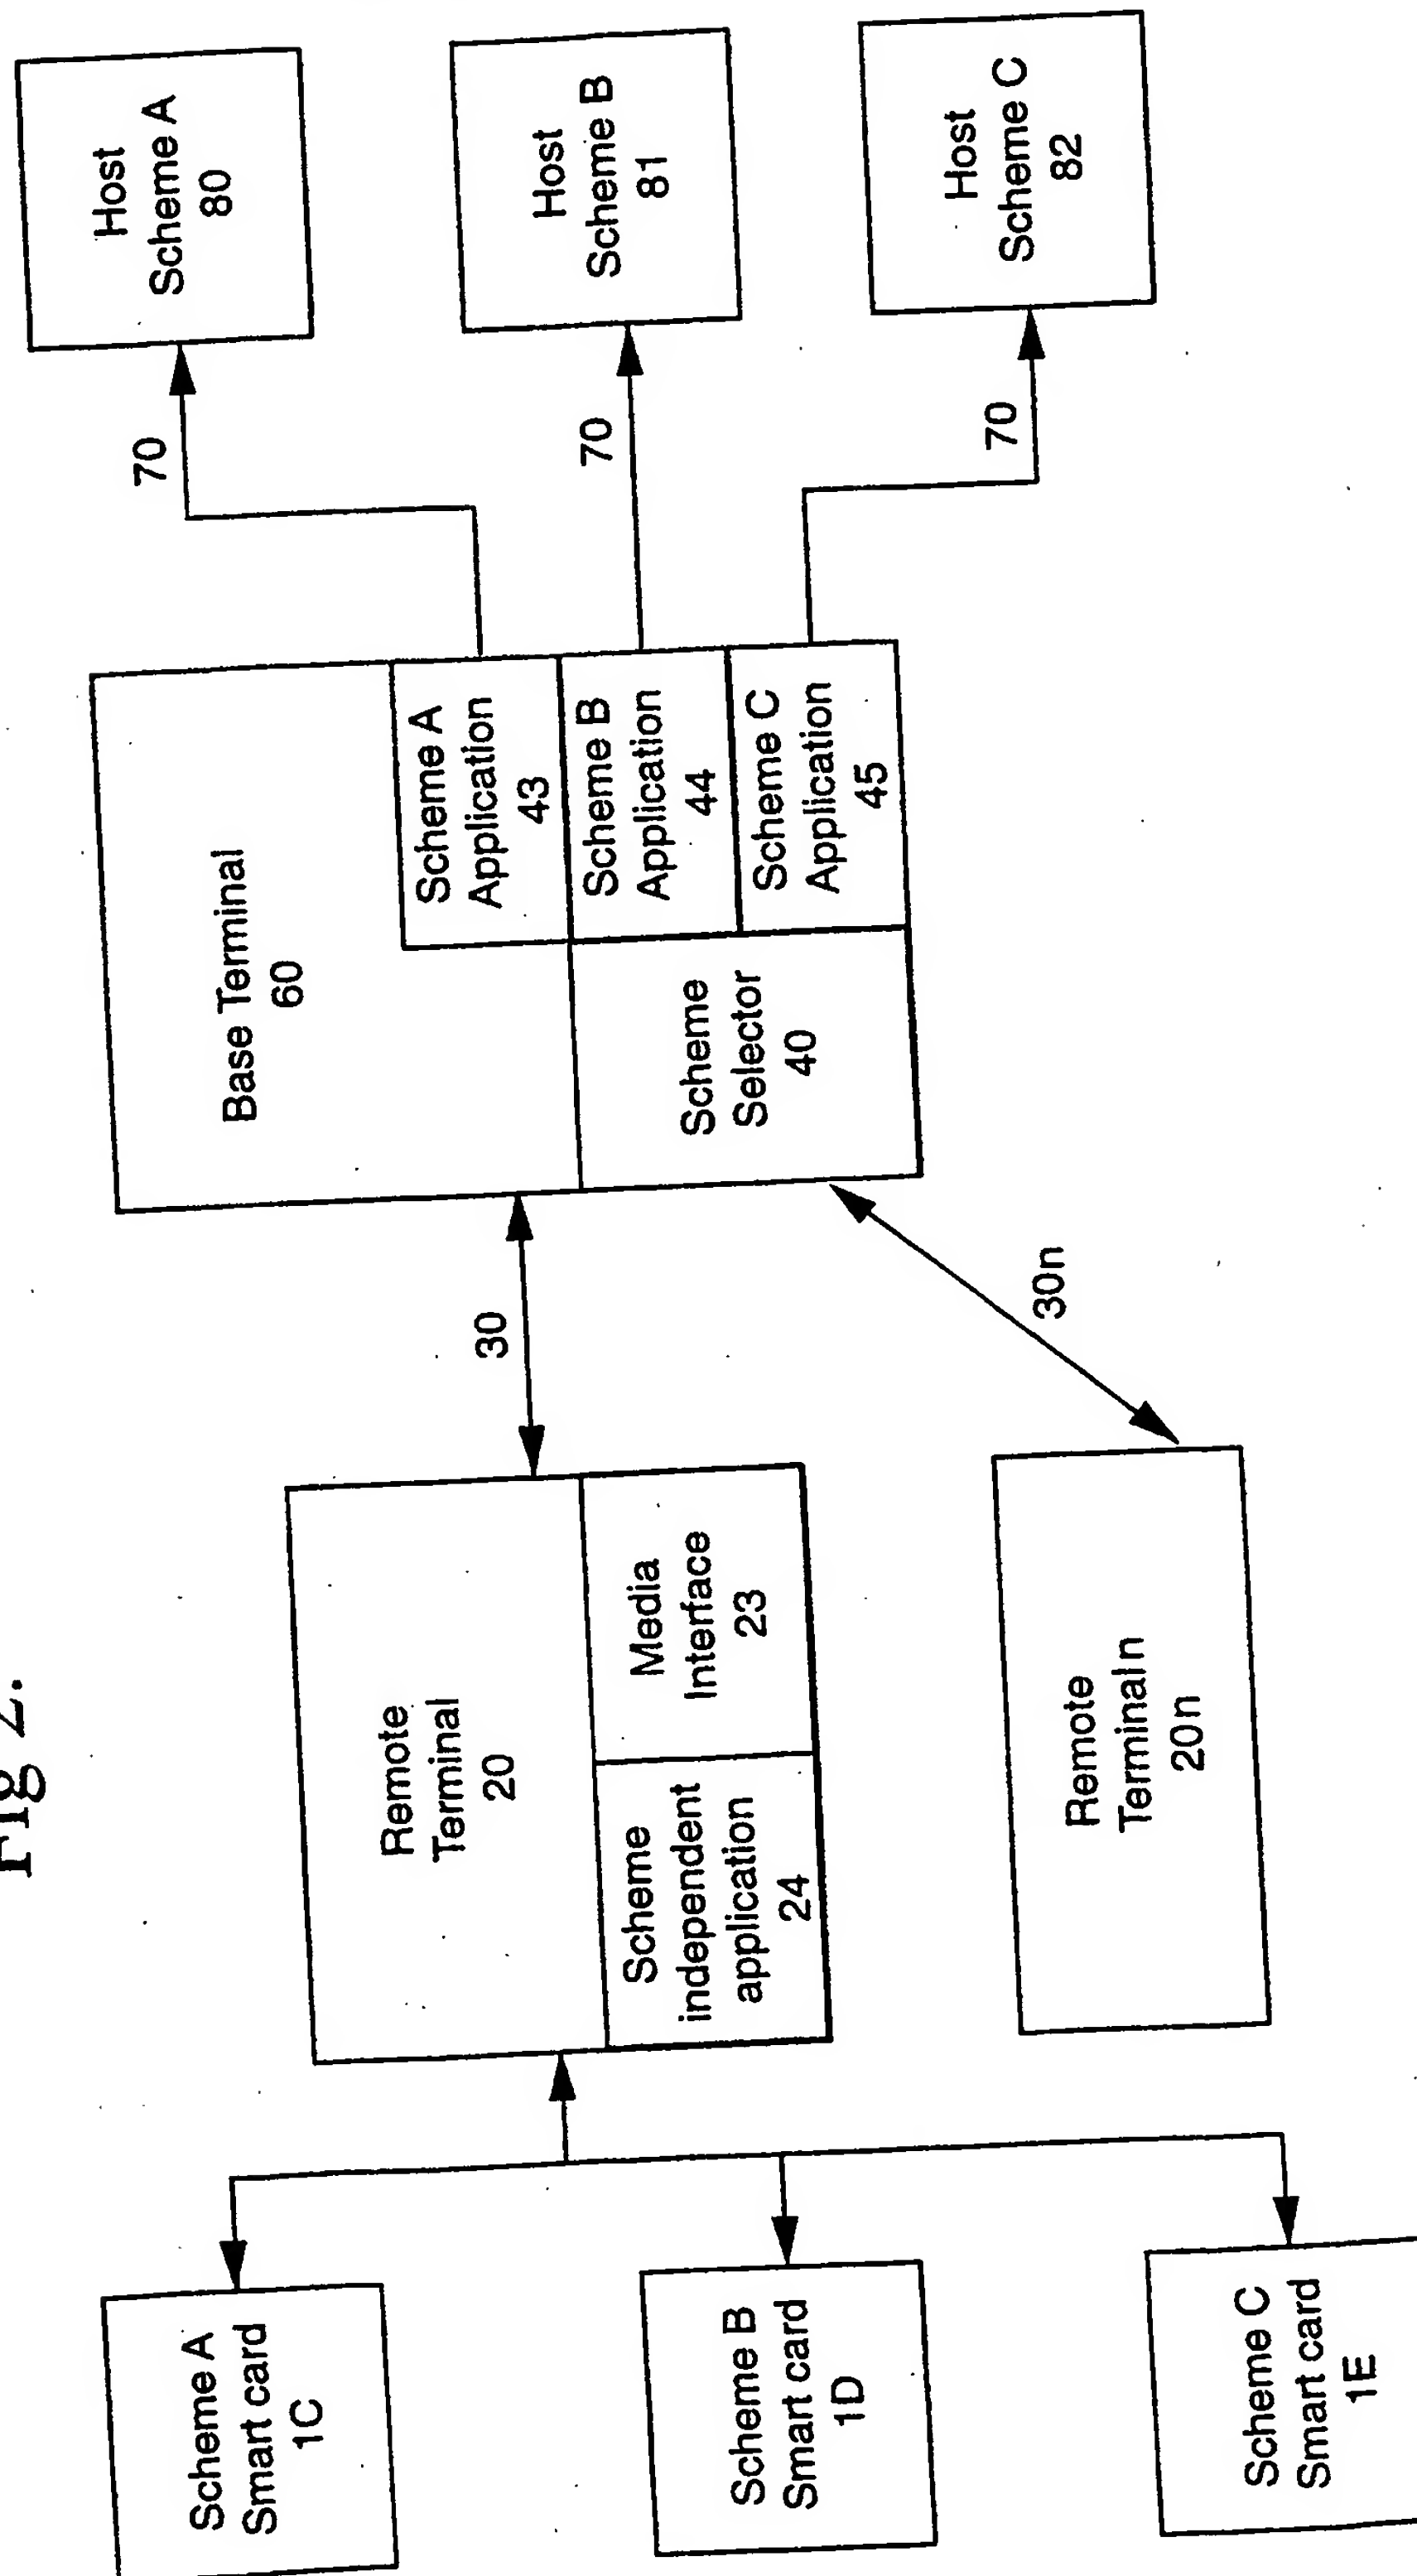 Fig 2.
Scheme A
Smart card
1C
Scheme B
Smart card
1D
Scheme C
Smart card
1E
Remote
Terminal
20
Scheme
independent
application
24
Media
Interface
23
Remote
Terminal n
20n
30
30n
Base Terminal
60
Scheme
Selector
40
Scheme A
Application
43
Scheme B
Application
44
Scheme C
Application
45
70
70
70
Host
Scheme A
80
Host
Scheme B
81
Host
Scheme C
82